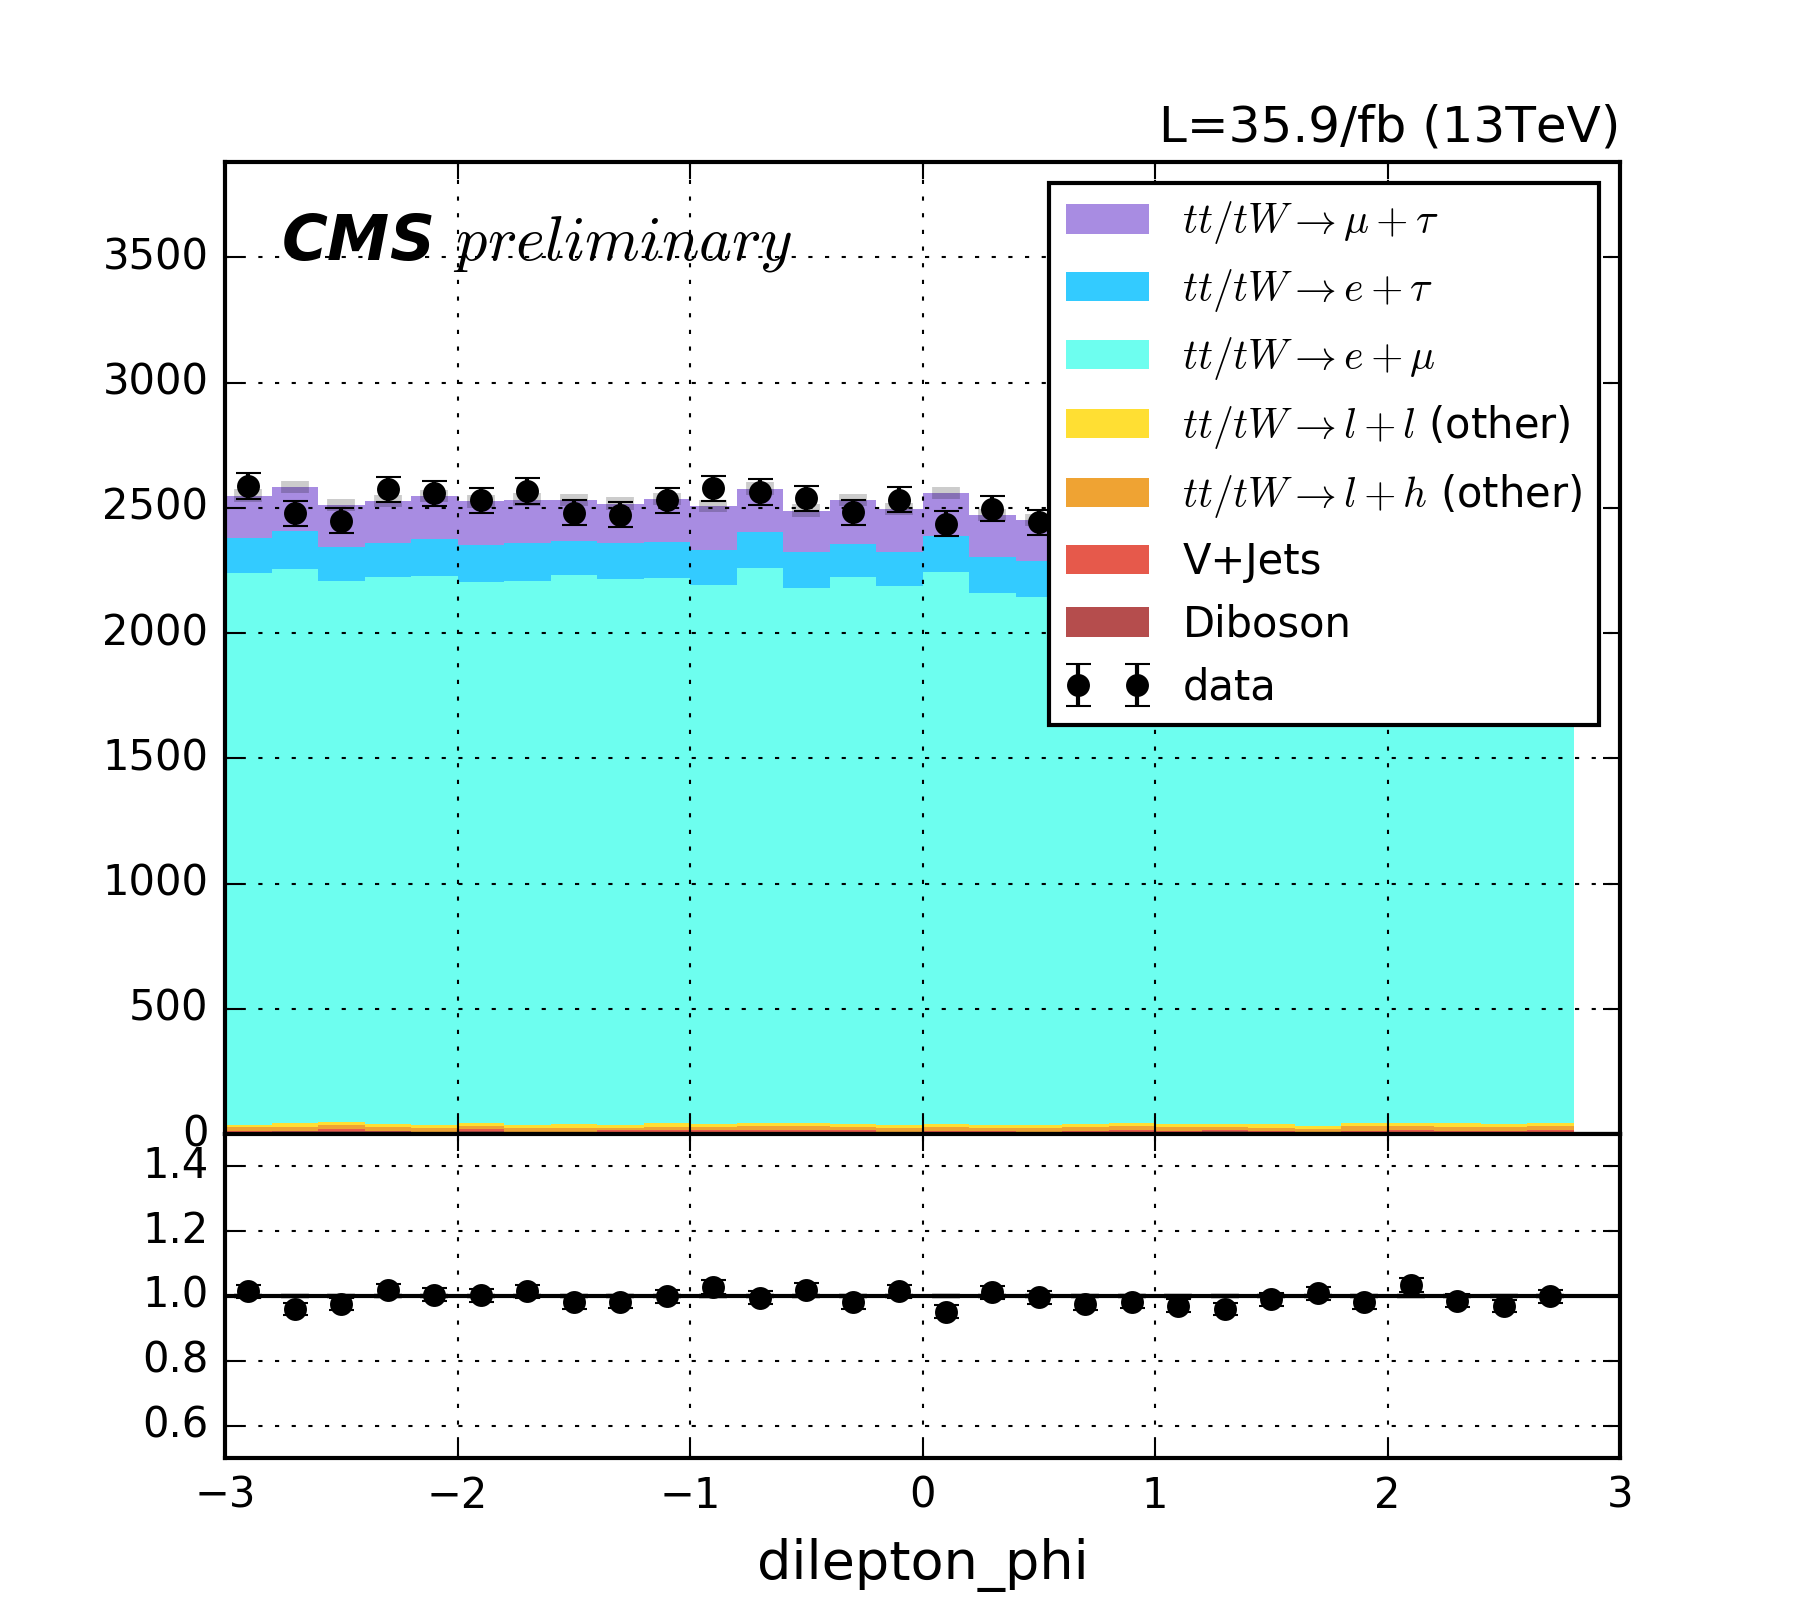 L=35.9/fb (13TeV)
CMS preliminary
3500
3000
2500
2000
1500
1000
500
0
tt/tW→μ+τ
tt/tW→e+τ
tt/tW→e+μ
tt/tW→l+l (other)
tt/tW→l+h (other)
V+Jets
Diboson
data
1.4
1.2
1.0
0.8
0.6
−3 −2 −1 0 1 2 3
dilepton_phi